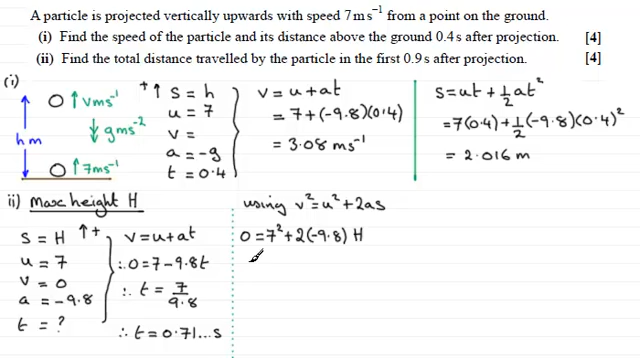 A particle is projected vertically upwards with speed 7 m s⁻¹ from a point on the ground.
(i) Find the speed of the particle and its distance above the ground 0.4 s after projection. [4]
(ii) Find the total distance travelled by the particle in the first 0.9 s after projection. [4]
(i)
↑ v ms⁻¹
↓ g ms⁻²
h m
↑ 7 ms⁻¹
+↑ s = h
u = 7
v =
a = -g
t = 0.4
v = u + at
= 7 + (-9.8)(0.4)
= 3.08 ms⁻¹
s = ut + ½ at²
= 7(0.4) + ½ (-9.8)(0.4)²
= 2.016 m
ii) Max height H
s = H ↑+
u = 7
v = 0
a = -9.8
t = ?
v = u + at
∴ 0 = 7 - 9.8t
∴ t = 7/9.8
∴ t = 0.71...s
using v² = u² + 2as
0 = 7² + 2(-9.8) H